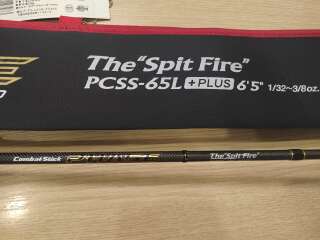 The "Spit Fire"
PCSS-65L +PLUS 6'5" 1/32~3/8oz.
Combat Stick
The "Spit Fire"